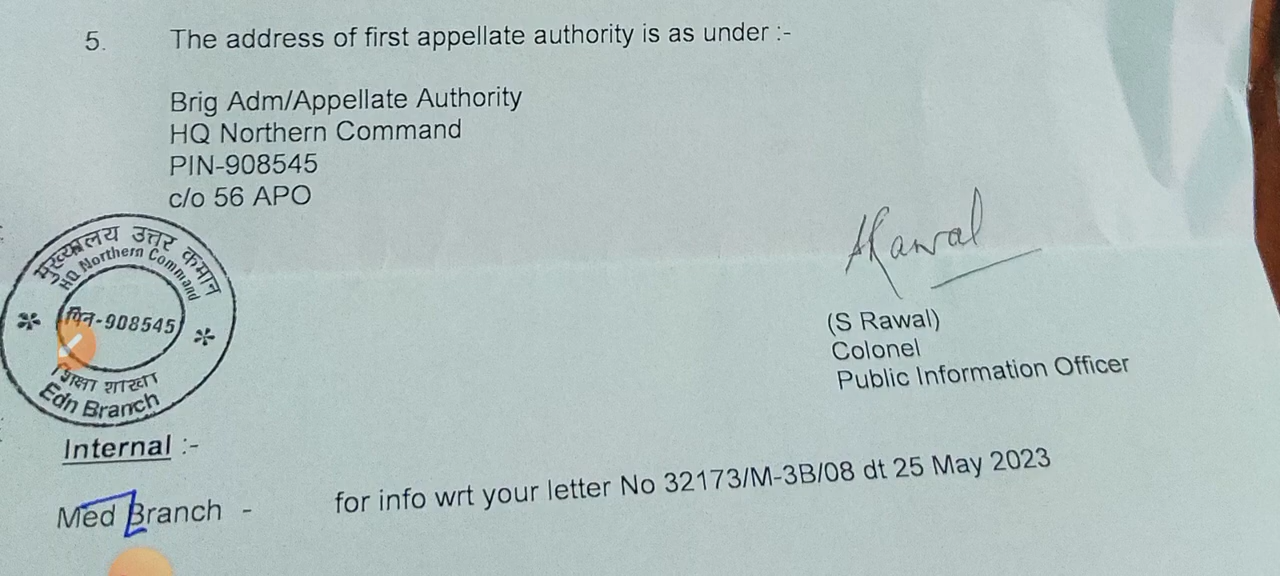 5. The address of first appellate authority is as under :-
Brig Adm/Appellate Authority
HQ Northern Command
PIN-908545
c/o 56 APO
मुख्यालय उत्तर कमान
HQ Northern Command
पिन-908545
शिक्षा शाखा
Edn Branch
Rawal
(S Rawal)
Colonel
Public Information Officer
Internal :-
Med Branch - for info wrt your letter No 32173/M-3B/08 dt 25 May 2023